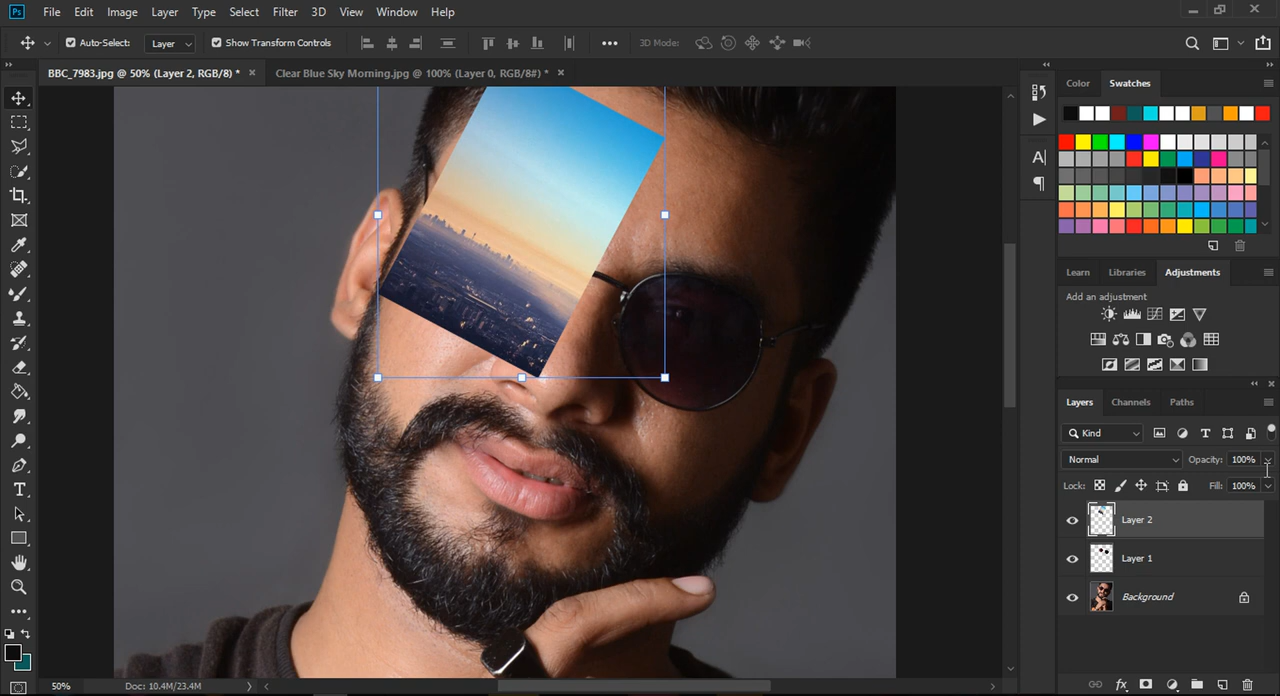 Ps File Edit Image Layer Type Select Filter 3D View Window Help
Auto-Select: Layer Show Transform Controls 3D Mode:
BBC_7983.jpg @ 50% (Layer 2, RGB/8) * × Clear Blue Sky Morning.jpg @ 100% (Layer 0, RGB/8#) * ×
Color Swatches
Learn Libraries Adjustments
Add an adjustment
Layers Channels Paths
Kind
Normal Opacity: 100%
Lock: Fill: 100%
Layer 2
Layer 1
Background
50% Doc: 10.4M/23.4M